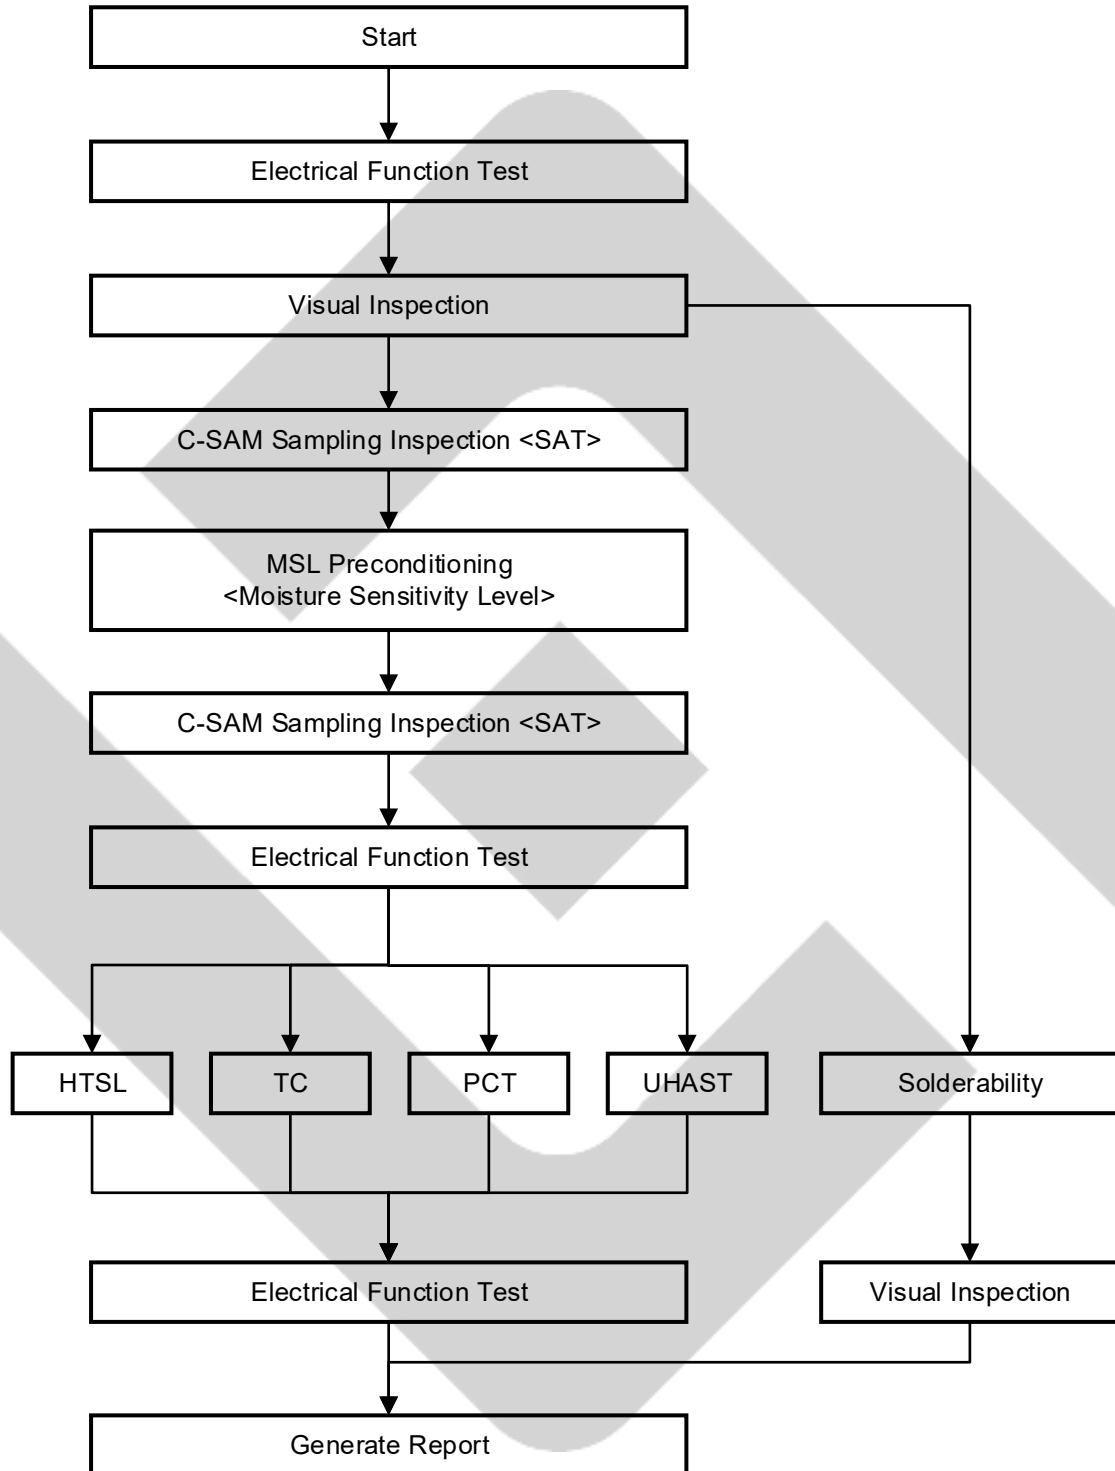 Start
Electrical Function Test
Visual Inspection
C-SAM Sampling Inspection <SAT>
MSL Preconditioning
<Moisture Sensitivity Level>
C-SAM Sampling Inspection <SAT>
Electrical Function Test
HTSL
TC
PCT
UHAST
Solderability
Electrical Function Test
Visual Inspection
Generate Report